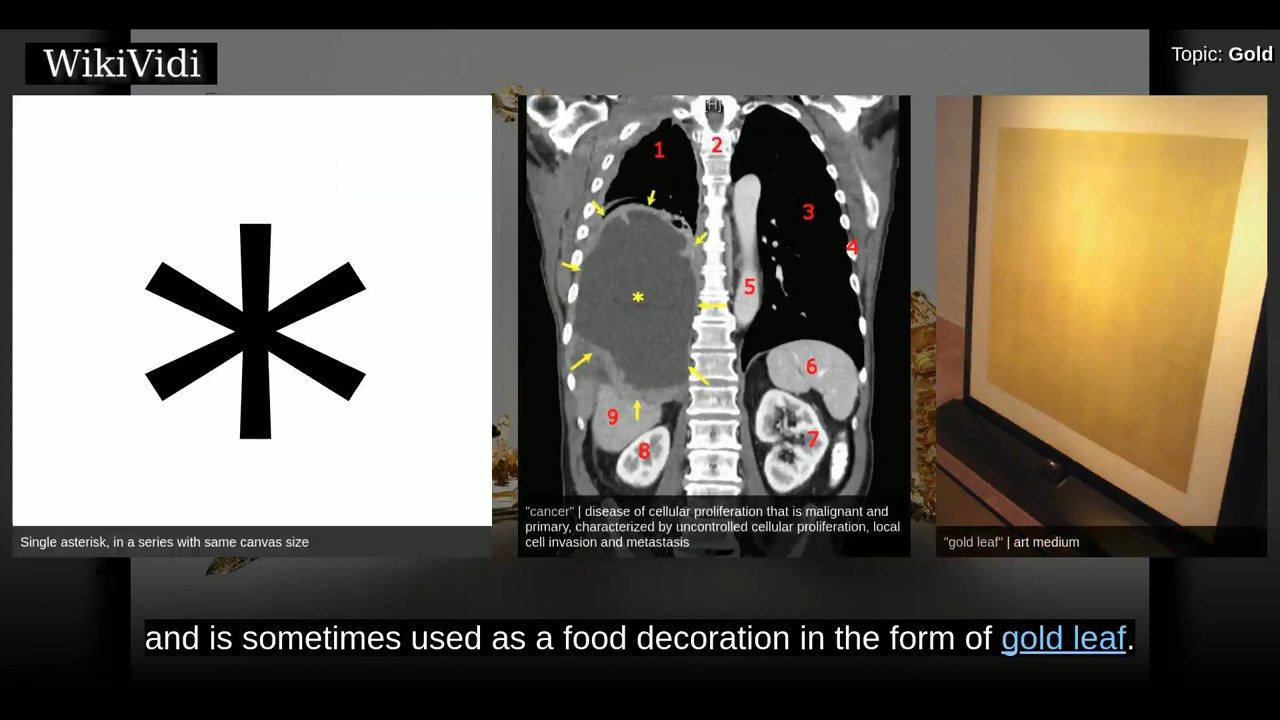 WikiVidi
Topic: Gold
*
[H]
1
2
3
4
5
6
7
8
9
*
Single asterisk, in a series with same canvas size
"cancer" | disease of cellular proliferation that is malignant and
primary, characterized by uncontrolled cellular proliferation, local
cell invasion and metastasis
"gold leaf" | art medium
and is sometimes used as a food decoration in the form of gold leaf.